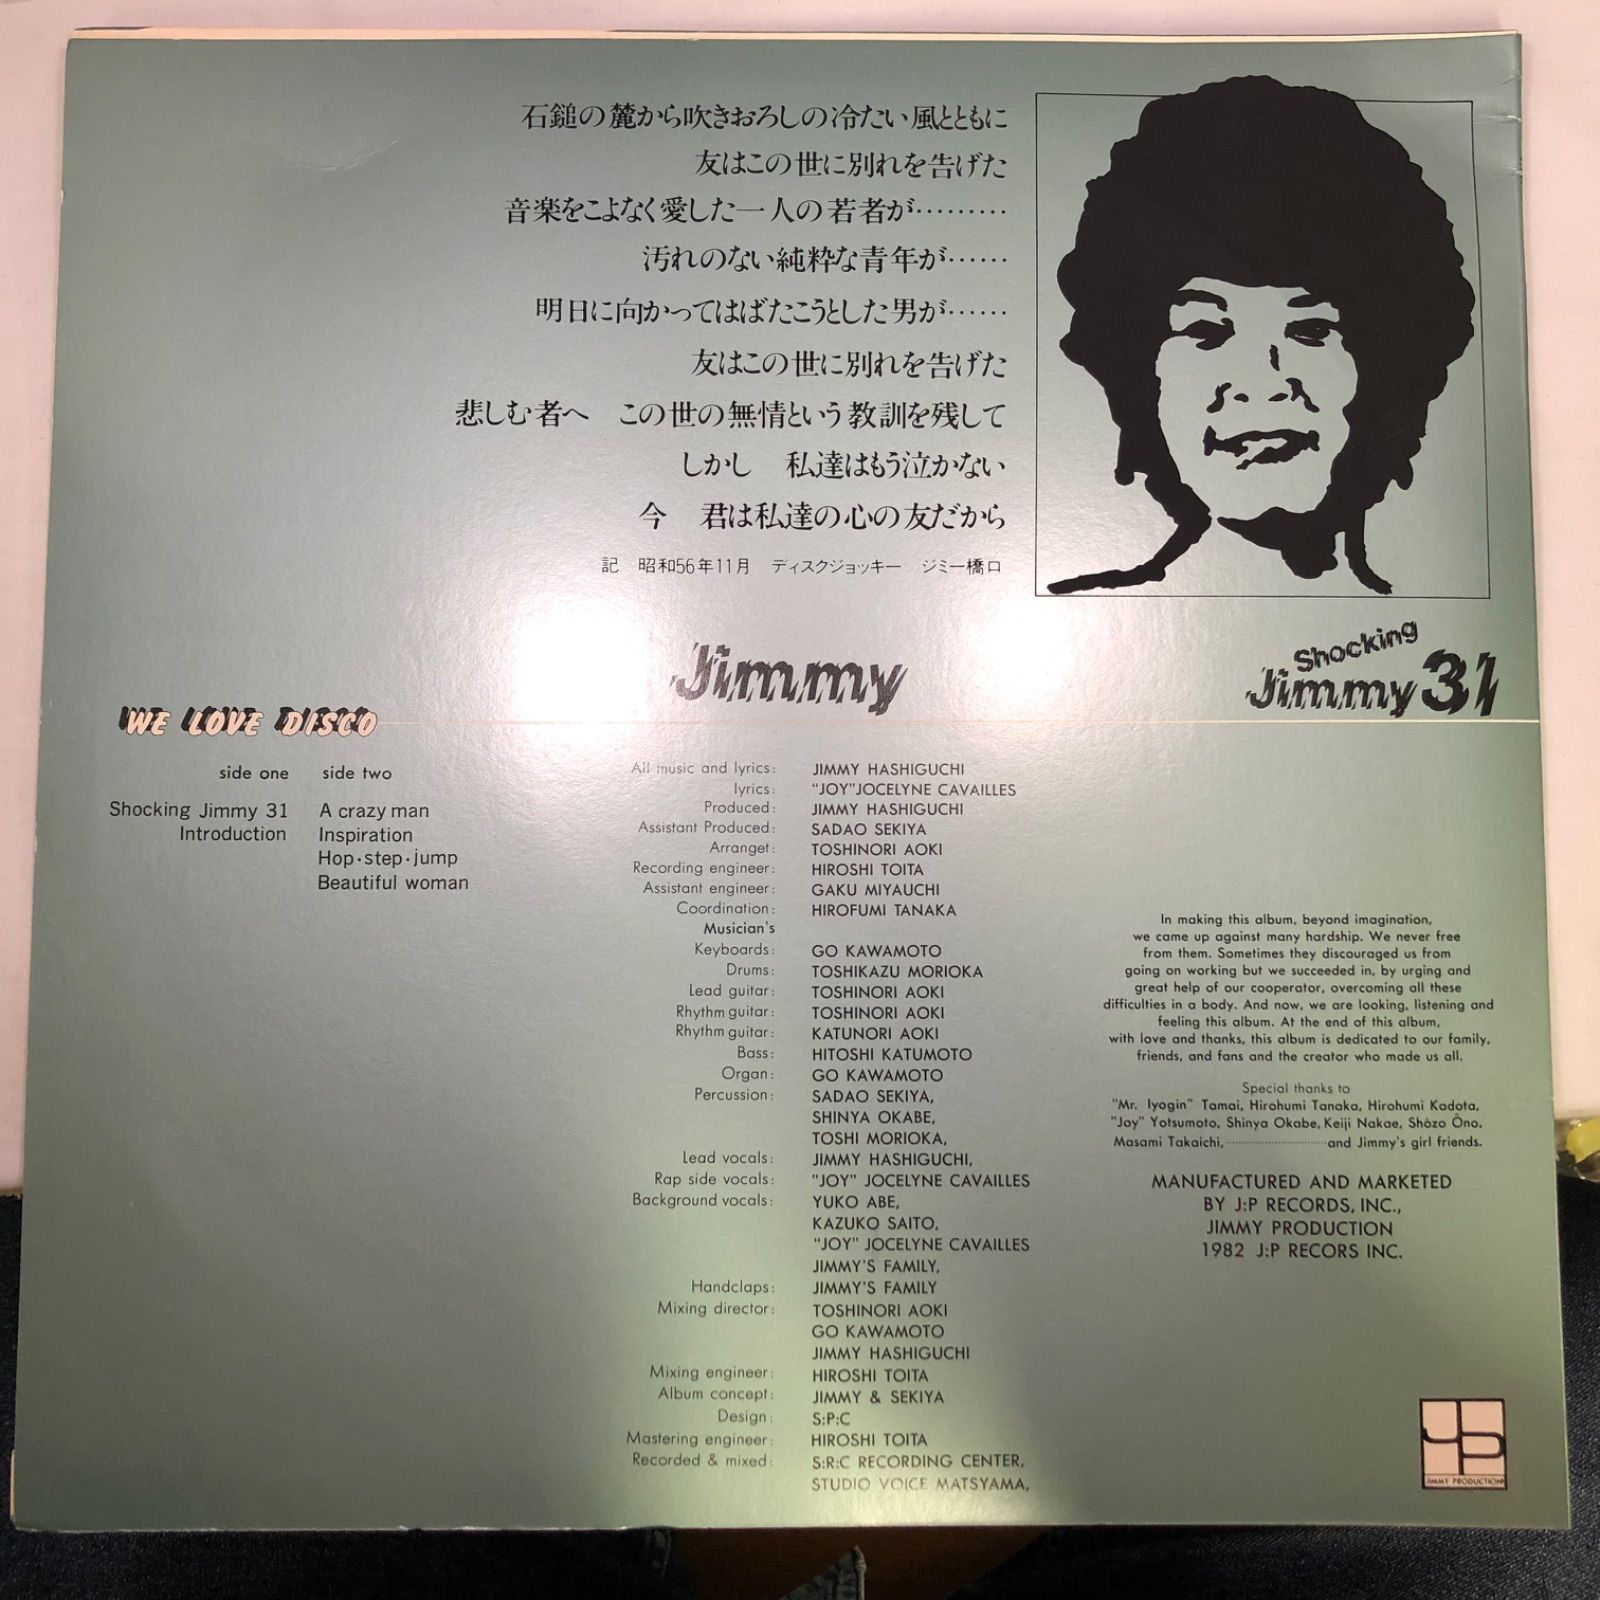 石鎚の麓から吹きおろしの冷たい風とともに
友はこの世に別れを告げた
音楽をこよなく愛した一人の若者が………
汚れのない純粋な青年が……
明日に向かってはばたこうとした男が……
友はこの世に別れを告げた
悲しむ者へ　この世の無情という教訓を残して
しかし　私達はもう泣かない
今　君は私達の心の友だから
記　昭和56年11月　ディスクジョッキー　ジミー橋口
Jimmy
Shocking
Jimmy 31
WE LOVE DISCO
side one
Shocking Jimmy 31
Introduction
side two
A crazy man
Inspiration
Hop・step・jump
Beautiful woman
All music and lyrics: JIMMY HASHIGUCHI
lyrics: "JOY"JOCELYNE CAVAILLES
Produced: JIMMY HASHIGUCHI
Assistant Produced: SADAO SEKIYA
Arranget: TOSHINORI AOKI
Recording engineer: HIROSHI TOITA
Assistant engineer: GAKU MIYAUCHI
Coordination: HIROFUMI TANAKA
Musician's
Keyboards: GO KAWAMOTO
Drums: TOSHIKAZU MORIOKA
Lead guitar: TOSHINORI AOKI
Rhythm guitar: TOSHINORI AOKI
Rhythm guitar: KATUNORI AOKI
Bass: HITOSHI KATUMOTO
Organ: GO KAWAMOTO
Percussion: SADAO SEKIYA,
SHINYA OKABE,
TOSHI MORIOKA,
Lead vocals: JIMMY HASHIGUCHI,
Rap side vocals: "JOY" JOCELYNE CAVAILLES
Background vocals: YUKO ABE,
KAZUKO SAITO,
"JOY" JOCELYNE CAVAILLES
JIMMY'S FAMILY,
Handclaps: JIMMY'S FAMILY
Mixing director: TOSHINORI AOKI
GO KAWAMOTO
JIMMY HASHIGUCHI
Mixing engineer: HIROSHI TOITA
Album concept: JIMMY & SEKIYA
Design: S:P:C
Mastering engineer: HIROSHI TOITA
Recorded & mixed: S:R:C RECORDING CENTER,
STUDIO VOICE MATSYAMA,
In making this album, beyond imagination,
we came up against many hardship. We never free
from them. Sometimes they discouraged us from
going on working but we succeeded in, by urging and
great help of our cooperator, overcoming all these
difficulties in a body. And now, we are looking, listening and
feeling this album. At the end of this album,
with love and thanks, this album is dedicated to our family,
friends, and fans and the creator who made us all.
Special thanks to
"Mr. Iyogin" Tamai, Hirohumi Tanaka, Hirohumi Kadota,
"Joy" Yotsumoto, Shinya Okabe, Keiji Nakae, Shôzo Ôno,
Masami Takaichi,…………………and Jimmy's girl friends.
MANUFACTURED AND MARKETED
BY J:P RECORDS, INC.,
JIMMY PRODUCTION
1982 J:P RECORS INC.
JP
JIMMY PRODUCTION